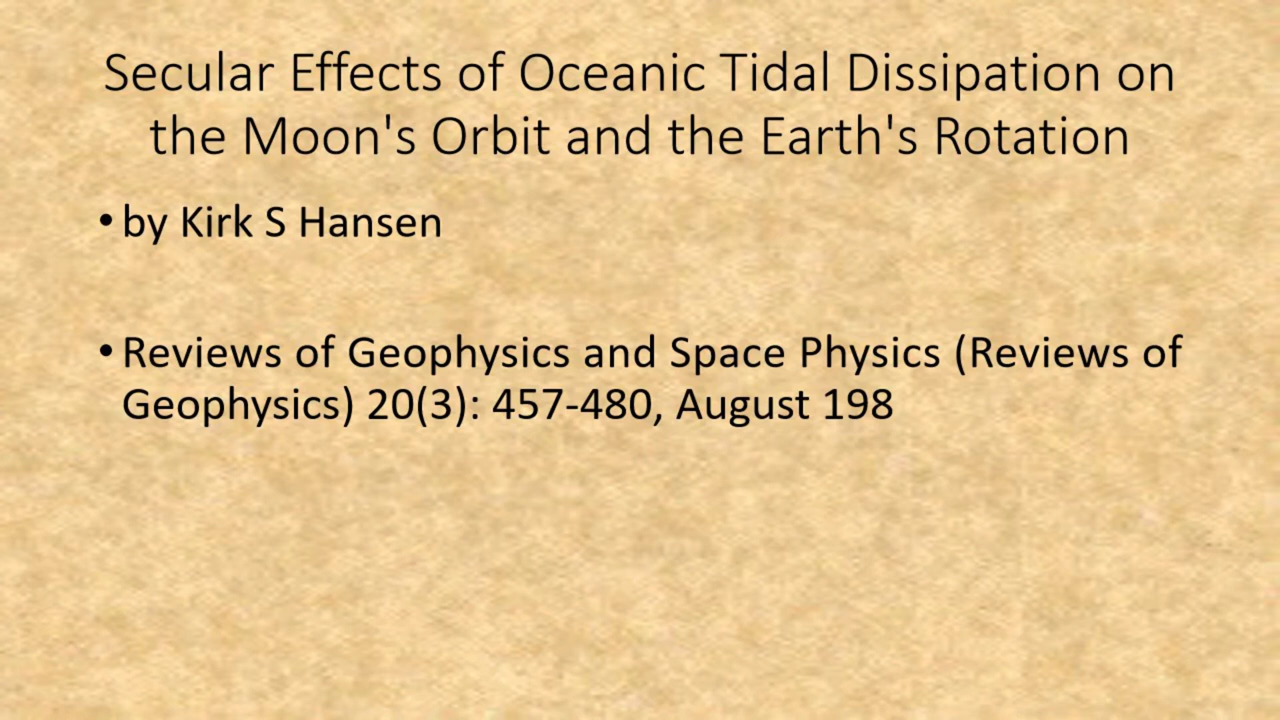 Secular Effects of Oceanic Tidal Dissipation on
the Moon's Orbit and the Earth's Rotation
• by Kirk S Hansen
• Reviews of Geophysics and Space Physics (Reviews of
Geophysics) 20(3): 457-480, August 198